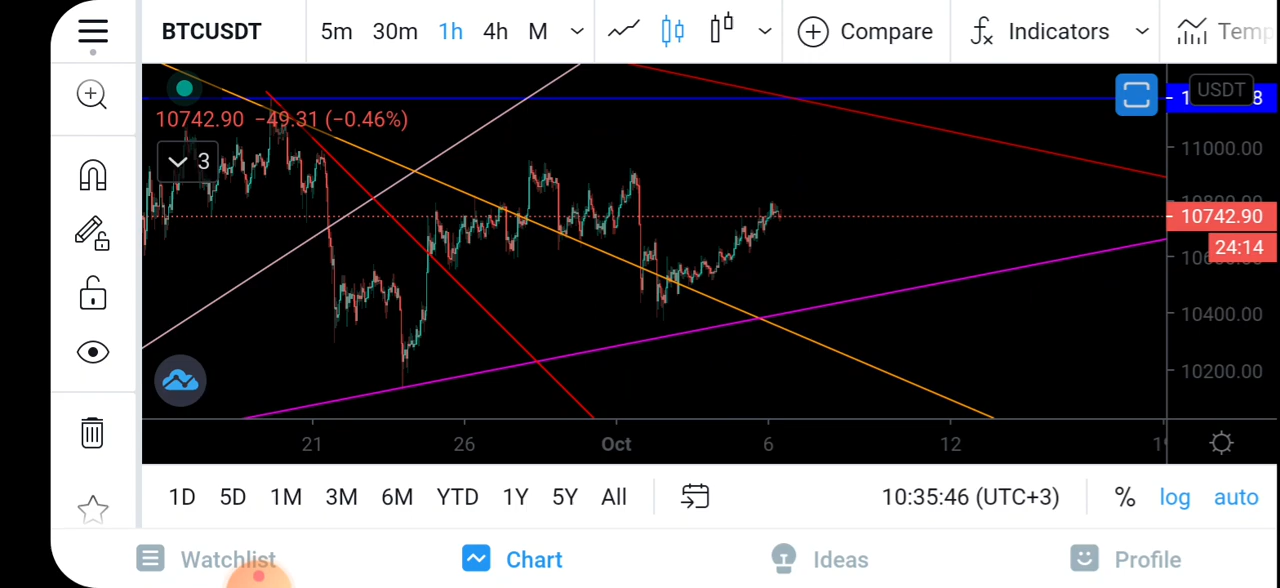 BTCUSDT 5m 30m 1h 4h M Compare Indicators Temp
USDT
10742.90 −49.31 (−0.46%)
3
11000.00
10742.90
24:14
10400.00
10200.00
21 26 Oct 6 12
1D 5D 1M 3M 6M YTD 1Y 5Y All 10:35:46 (UTC+3) % log auto
Watchlist Chart Ideas Profile